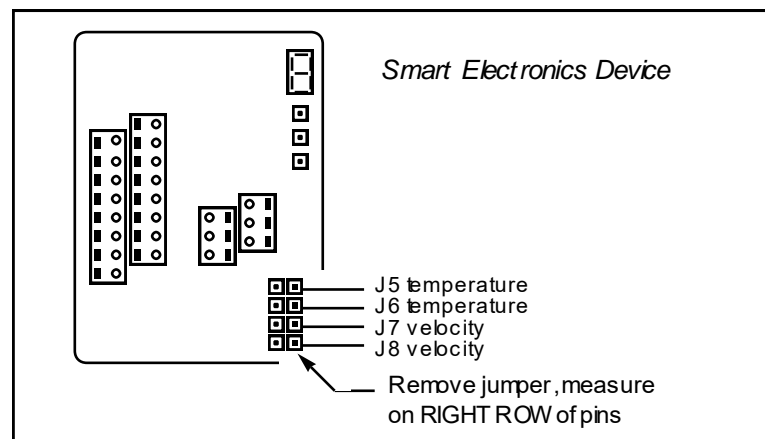 Smart Electronics Device
J5 temperature
J6 temperature
J7 velocity
J8 velocity
Remove jumper, measure
on RIGHT ROW of pins